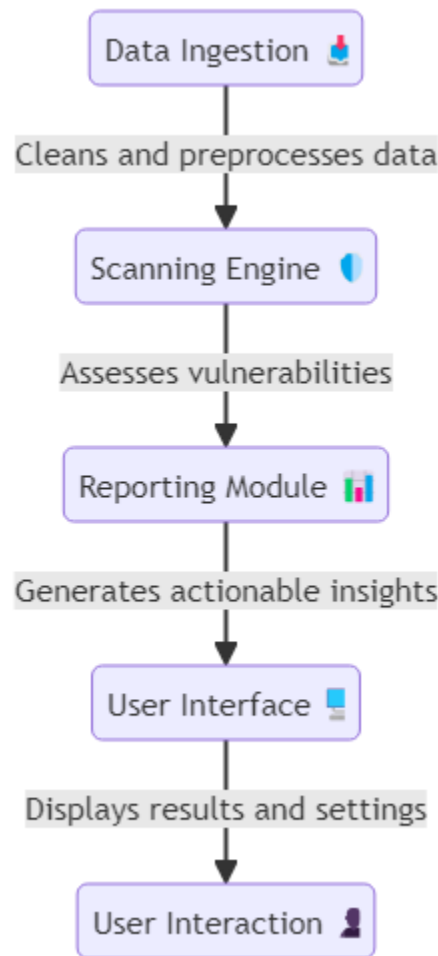 Data Ingestion 📥
Cleans and preprocesses data
Scanning Engine 🛡️
Assesses vulnerabilities
Reporting Module 📊
Generates actionable insights
User Interface 🖥️
Displays results and settings
User Interaction 👤